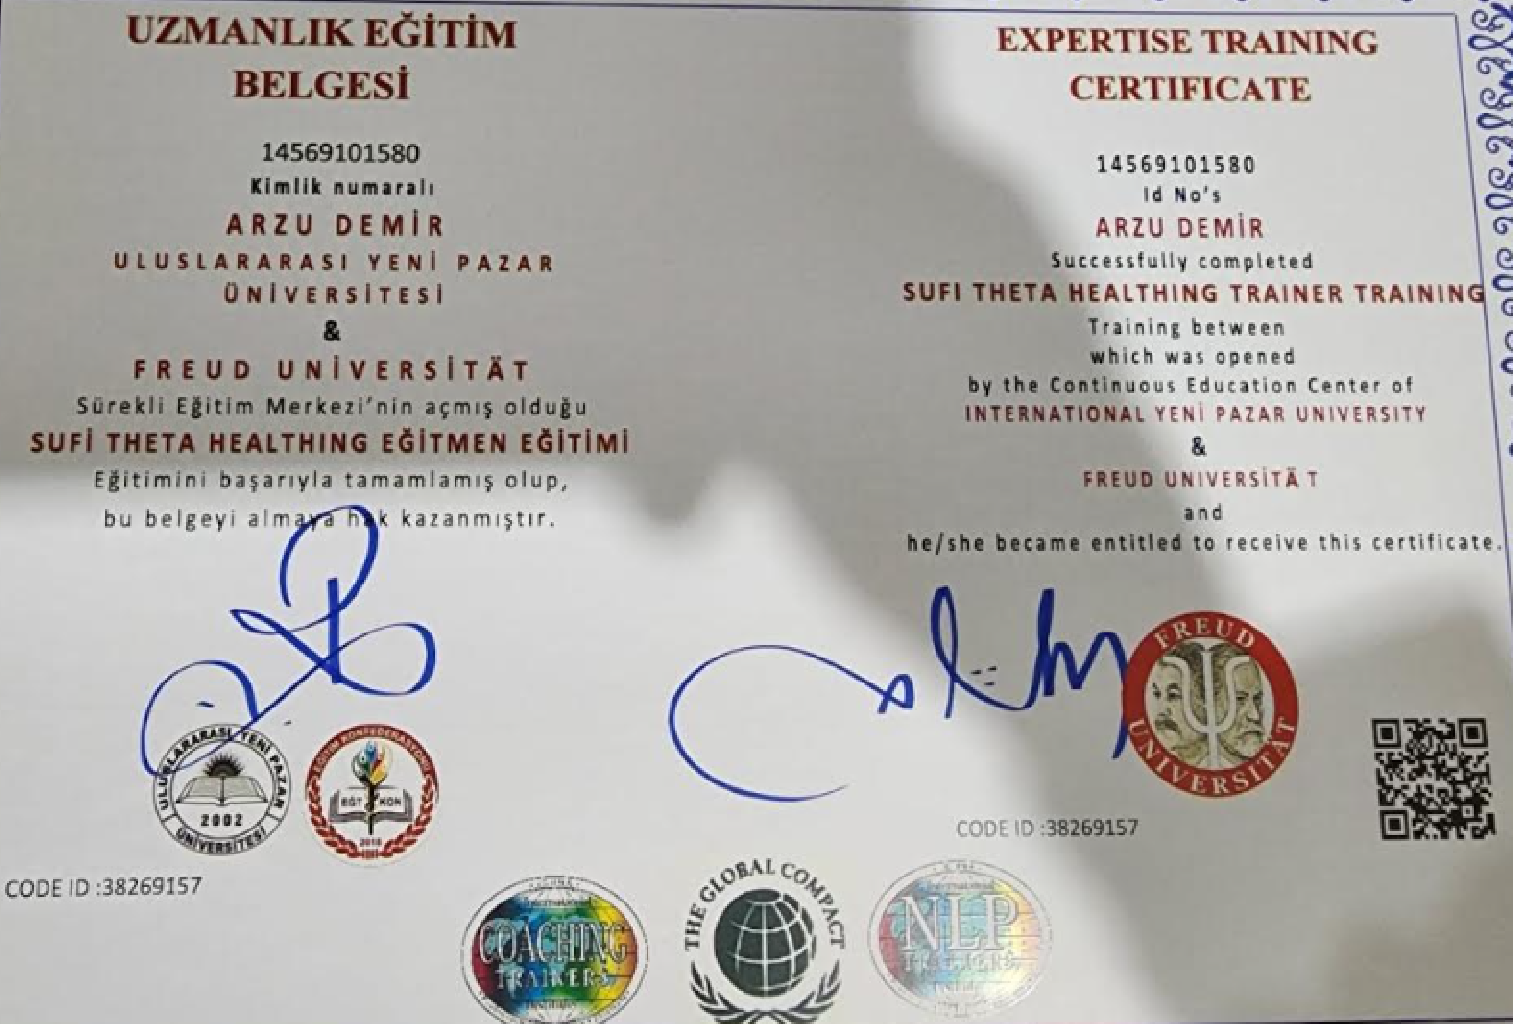 UZMANLIK EĞİTİM
BELGESİ
14569101580
Kimlik numaralı
ARZU DEMİR
ULUSLARARASI YENİ PAZAR
ÜNİVERSİTESİ
&
FREUD UNİVERSİTÄT
Sürekli Eğitim Merkezi'nin açmış olduğu
SUFİ THETA HEALTHING EĞİTMEN EĞİTİMİ
Eğitimini başarıyla tamamlamış olup,
bu belgeyi almaya hak kazanmıştır.
ULUSLARARASI YENİ PAZAR
2002
ÜNİVERSİTESİ
EĞİTİM KONFEDERASYONU
EĞT KON
CODE ID :38269157
EXPERTISE TRAINING
CERTIFICATE
14569101580
Id No's
ARZU DEMİR
Successfully completed
SUFI THETA HEALTHING TRAINER TRAINING
Training between
which was opened
by the Continuous Education Center of
INTERNATIONAL YENİ PAZAR UNIVERSITY
&
FREUD UNIVERSİTÄ T
and
he/she became entitled to receive this certificate.
FREUD
UNIVERSITÄT
CODE ID :38269157
COACHING
TRAINERS
THE GLOBAL COMPACT
NLP
TRAINERS